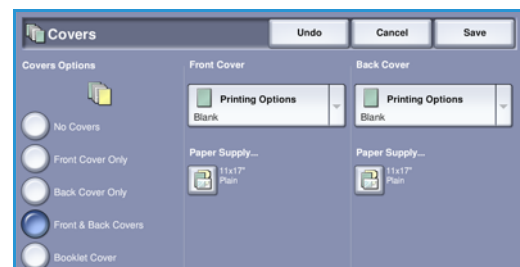 Covers
Undo
Cancel
Save
Covers Options
No Covers
Front Cover Only
Back Cover Only
Front & Back Covers
Booklet Cover
Front Cover
Printing Options
Blank
Paper Supply...
11x17"
Plain
Back Cover
Printing Options
Blank
Paper Supply...
11x17"
Plain